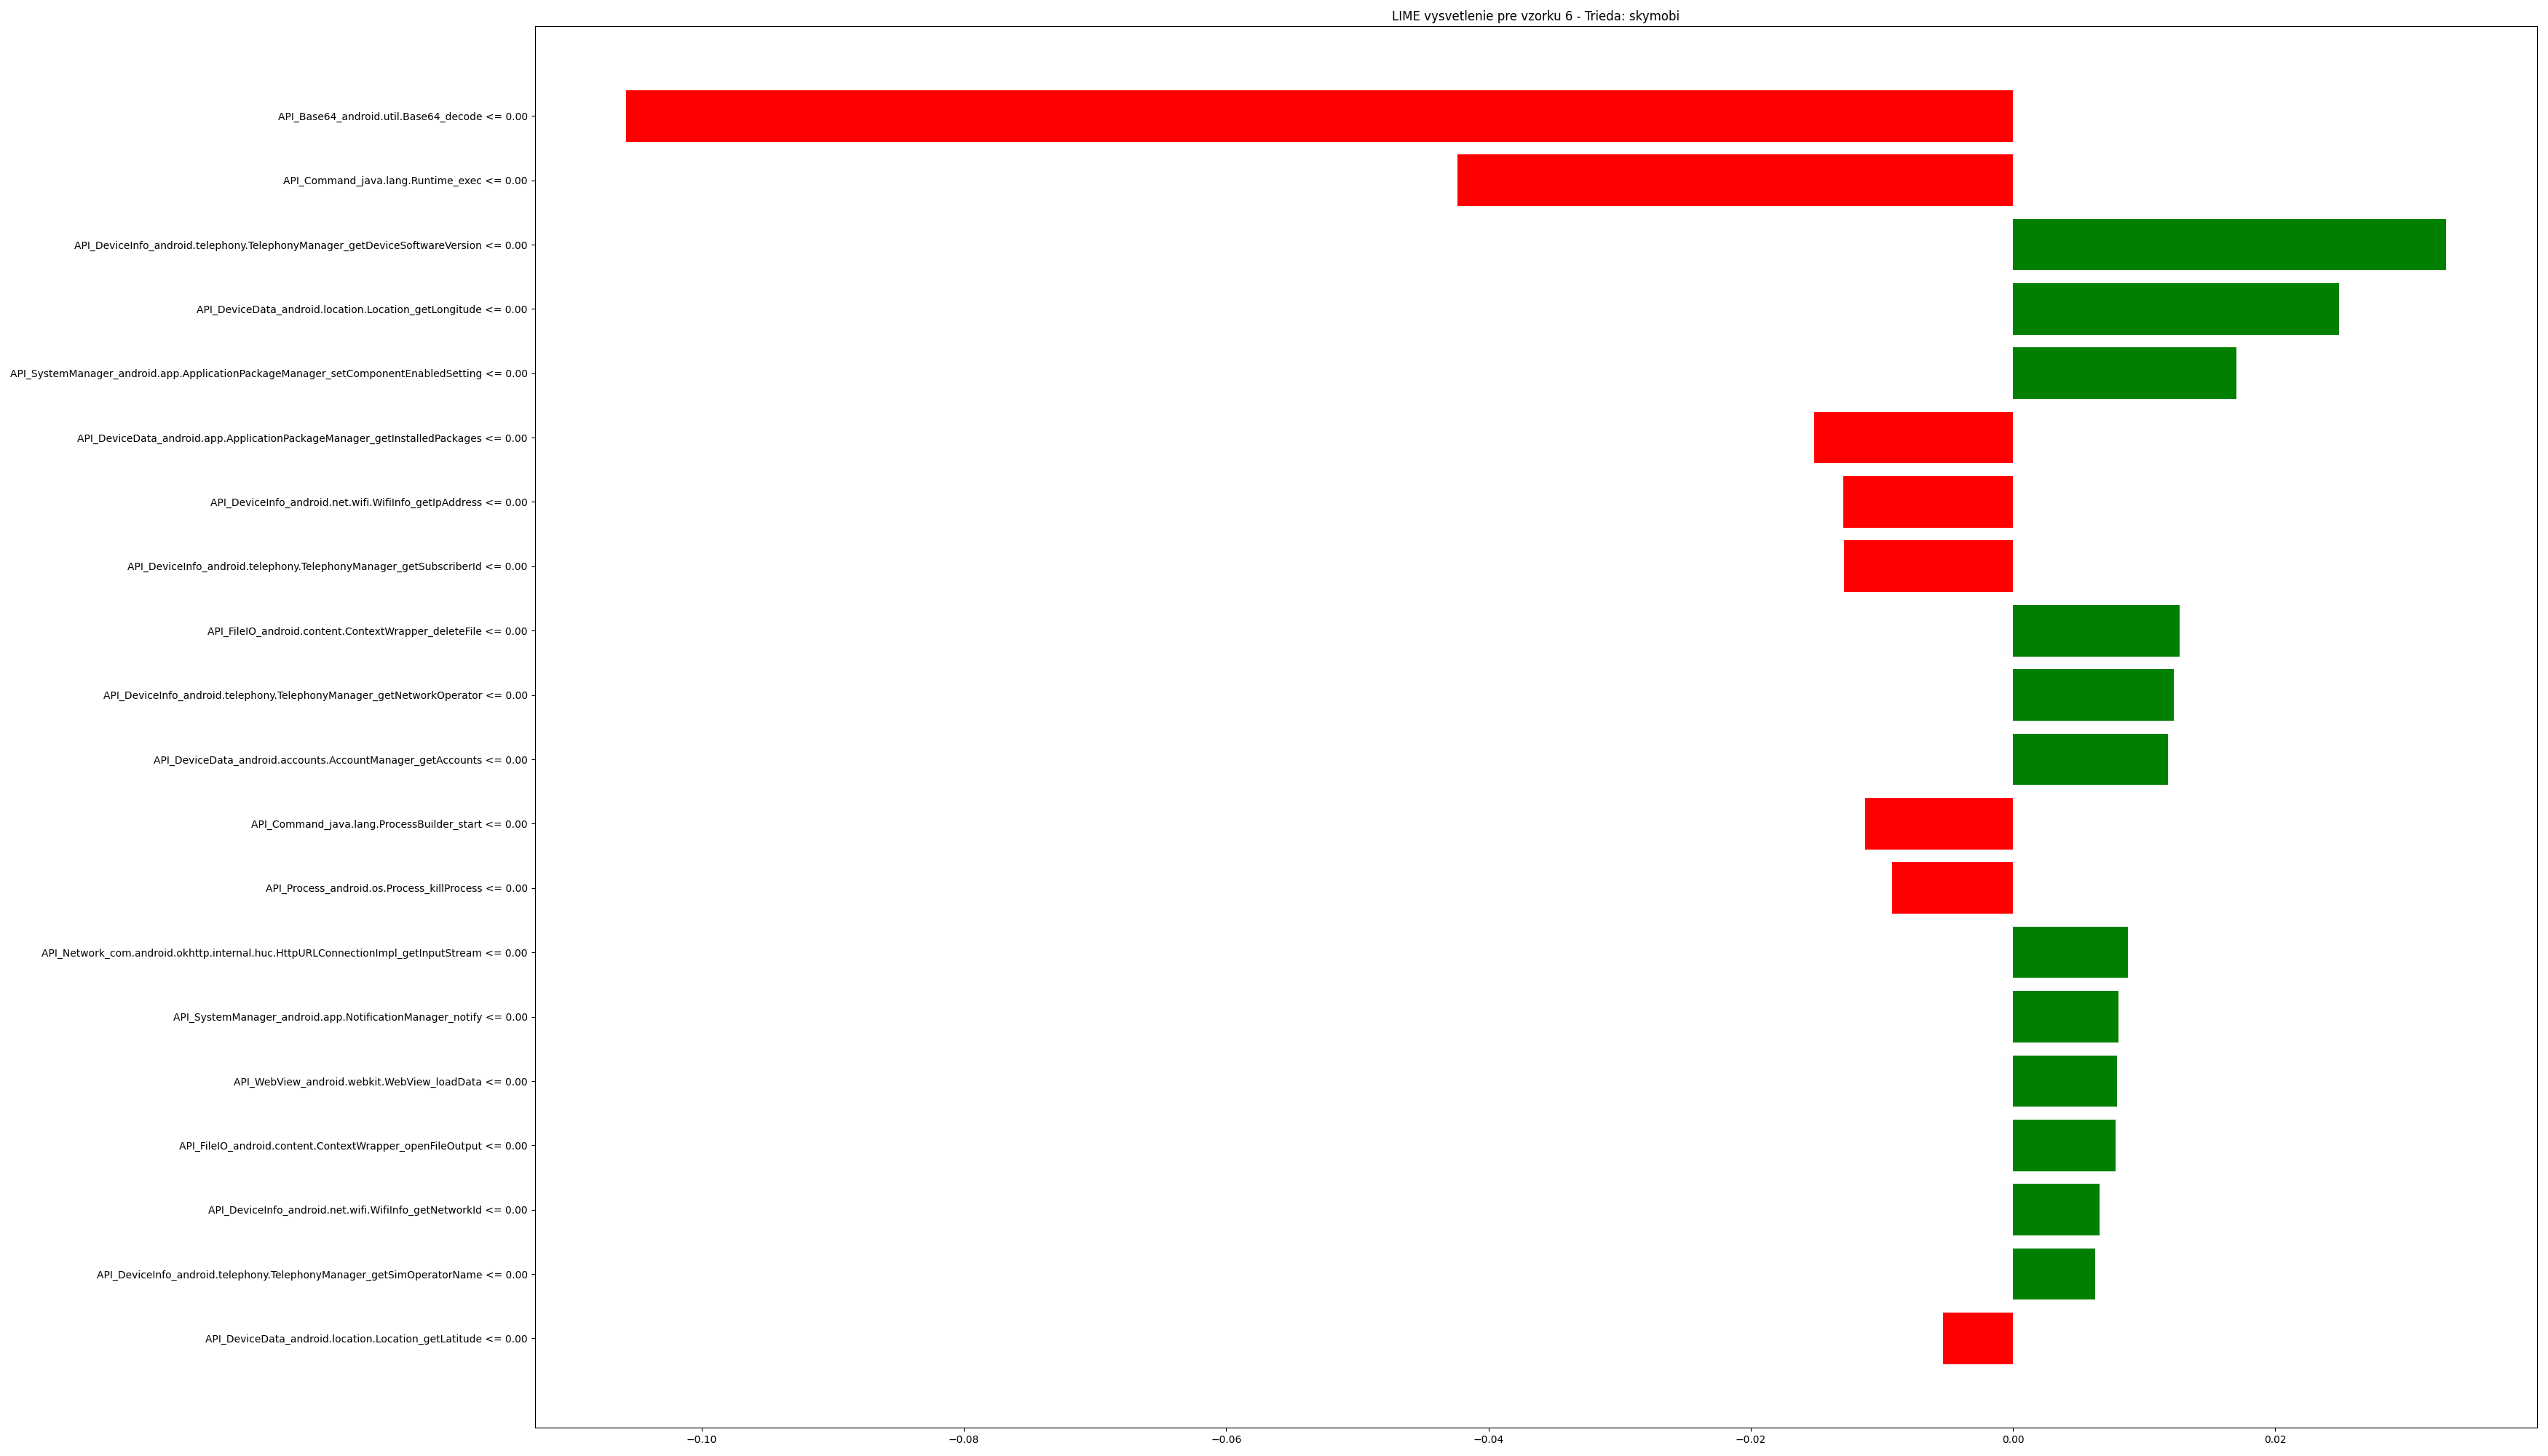 LIME vysvetlenie pre vzorku 6 - Trieda: skymobi
API_Base64_android.util.Base64_decode <= 0.00
API_Command_java.lang.Runtime_exec <= 0.00
API_DeviceInfo_android.telephony.TelephonyManager_getDeviceSoftwareVersion <= 0.00
API_DeviceData_android.location.Location_getLongitude <= 0.00
API_SystemManager_android.app.ApplicationPackageManager_setComponentEnabledSetting <= 0.00
API_DeviceData_android.app.ApplicationPackageManager_getInstalledPackages <= 0.00
API_DeviceInfo_android.net.wifi.WifiInfo_getIpAddress <= 0.00
API_DeviceInfo_android.telephony.TelephonyManager_getSubscriberId <= 0.00
API_FileIO_android.content.ContextWrapper_deleteFile <= 0.00
API_DeviceInfo_android.telephony.TelephonyManager_getNetworkOperator <= 0.00
API_DeviceData_android.accounts.AccountManager_getAccounts <= 0.00
API_Command_java.lang.ProcessBuilder_start <= 0.00
API_Process_android.os.Process_killProcess <= 0.00
API_Network_com.android.okhttp.internal.huc.HttpURLConnectionImpl_getInputStream <= 0.00
API_SystemManager_android.app.NotificationManager_notify <= 0.00
API_WebView_android.webkit.WebView_loadData <= 0.00
API_FileIO_android.content.ContextWrapper_openFileOutput <= 0.00
API_DeviceInfo_android.net.wifi.WifiInfo_getNetworkId <= 0.00
API_DeviceInfo_android.telephony.TelephonyManager_getSimOperatorName <= 0.00
API_DeviceData_android.location.Location_getLatitude <= 0.00
−0.10 −0.08 −0.06 −0.04 −0.02 0.00 0.02